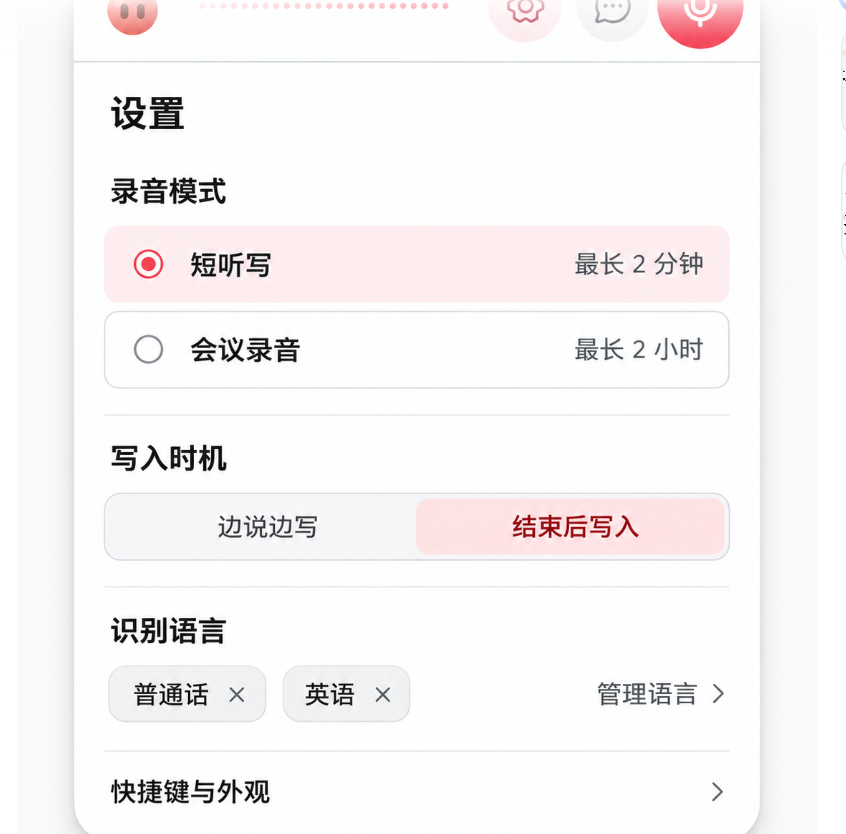 设置
录音模式
短听写 最长 2 分钟
会议录音 最长 2 小时
写入时机
边说边写 结束后写入
识别语言
普通话 × 英语 × 管理语言 >
快捷键与外观 >